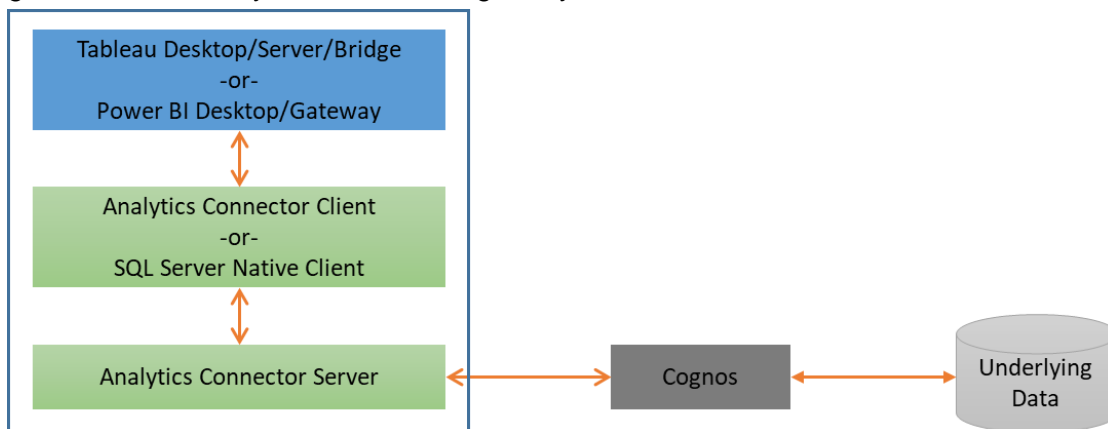 Tableau Desktop/Server/Bridge
-or-
Power BI Desktop/Gateway
Analytics Connector Client
-or-
SQL Server Native Client
Analytics Connector Server
Cognos
Underlying
Data